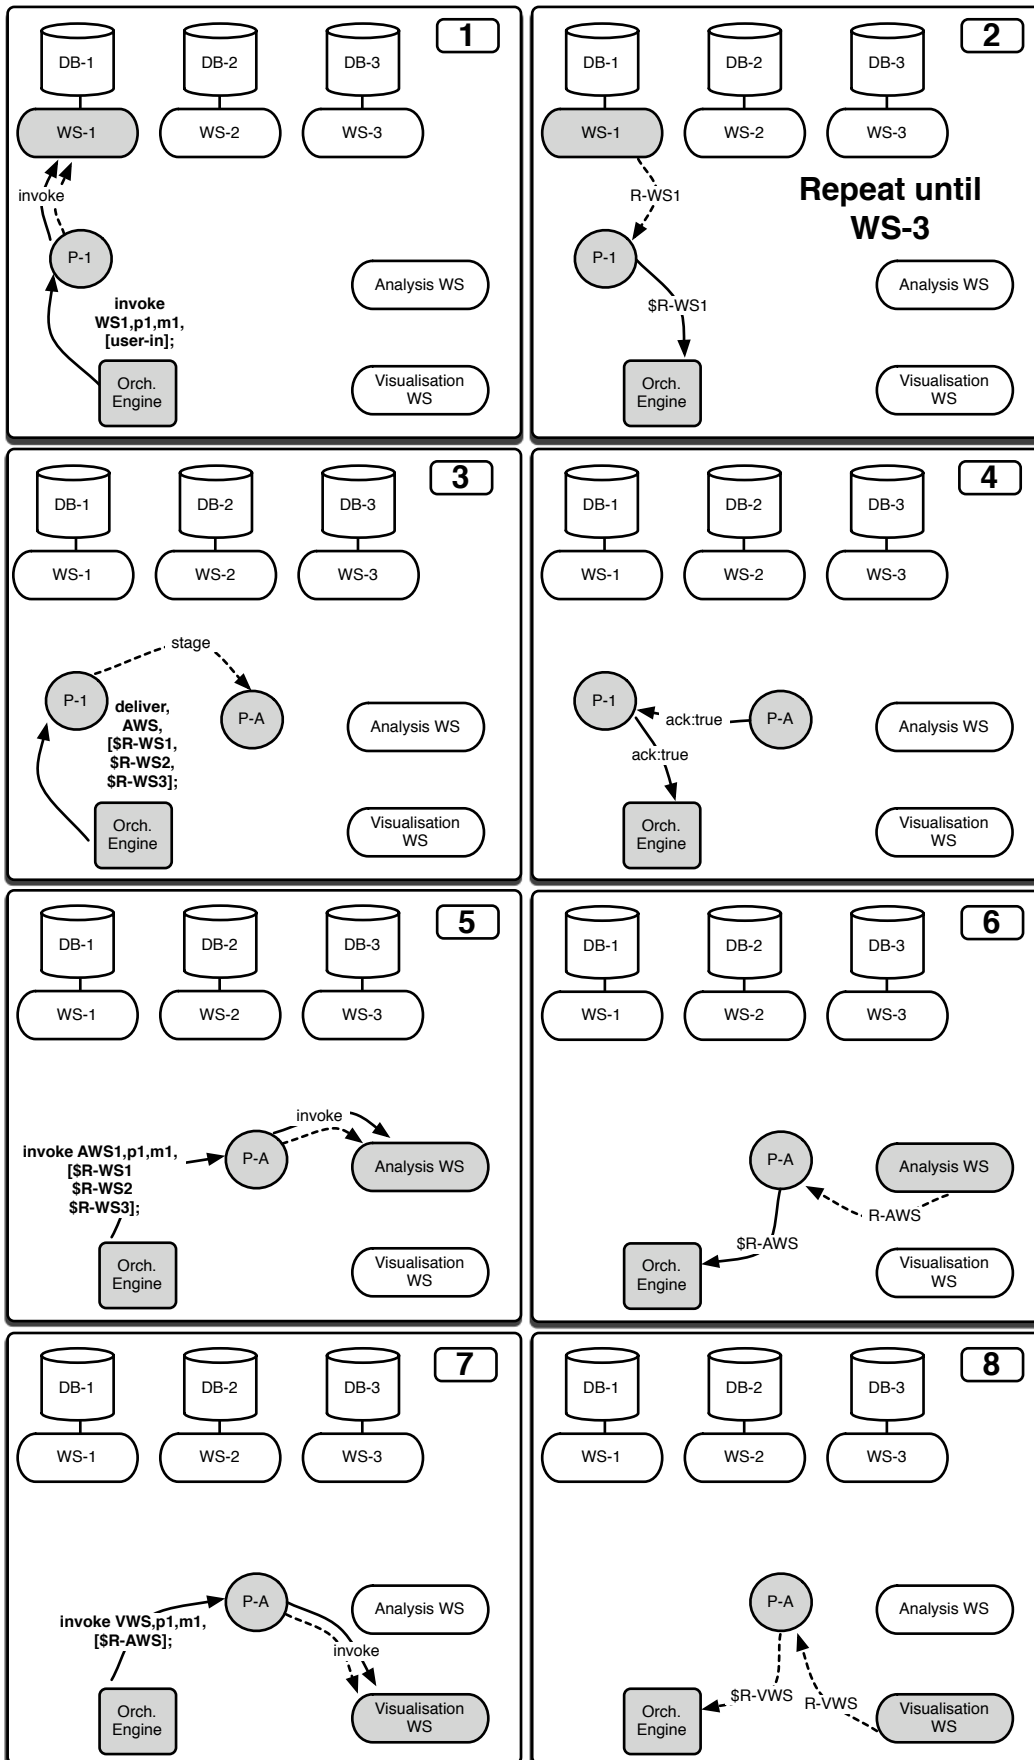 1
DB-1
DB-2
DB-3
WS-1
WS-2
WS-3
invoke
P-1
invoke
WS1,p1,m1,
[user-in];
Analysis WS
Orch.
Engine
Visualisation
WS
2
DB-1
DB-2
DB-3
WS-1
WS-2
WS-3
R-WS1
Repeat until
WS-3
P-1
$R-WS1
Analysis WS
Orch.
Engine
Visualisation
WS
3
DB-1
DB-2
DB-3
WS-1
WS-2
WS-3
stage
P-1
P-A
deliver,
AWS,
[$R-WS1,
$R-WS2,
$R-WS3];
Analysis WS
Orch.
Engine
Visualisation
WS
4
DB-1
DB-2
DB-3
WS-1
WS-2
WS-3
P-1
ack:true
P-A
Analysis WS
ack:true
Orch.
Engine
Visualisation
WS
5
DB-1
DB-2
DB-3
WS-1
WS-2
WS-3
invoke
invoke AWS1,p1,m1,
[$R-WS1
$R-WS2
$R-WS3];
P-A
Analysis WS
Orch.
Engine
Visualisation
WS
6
DB-1
DB-2
DB-3
WS-1
WS-2
WS-3
P-A
Analysis WS
R-AWS
$R-AWS
Orch.
Engine
Visualisation
WS
7
DB-1
DB-2
DB-3
WS-1
WS-2
WS-3
P-A
Analysis WS
invoke VWS,p1,m1,
[$R-AWS];
invoke
Orch.
Engine
Visualisation
WS
8
DB-1
DB-2
DB-3
WS-1
WS-2
WS-3
P-A
Analysis WS
$R-VWS
R-VWS
Orch.
Engine
Visualisation
WS